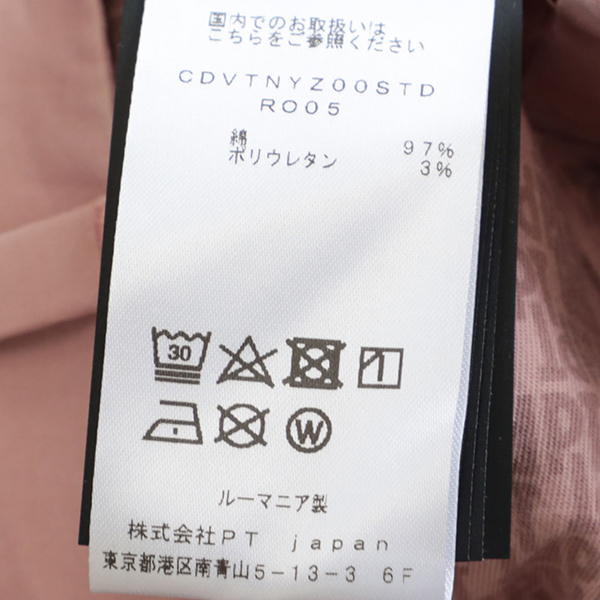 国内でのお取扱いは
こちらをご参照ください
CDVTNYZ00STD
R005
綿 97%
ポリウレタン 3%
30
W
ルーマニア製
株式会社PT japan
東京都港区南青山5-13-3 6F